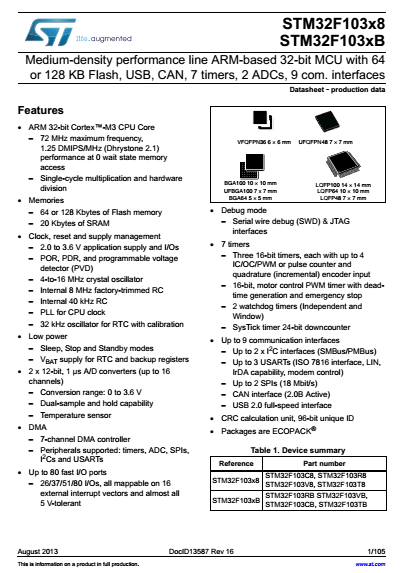 STM32F103x8
STM32F103xB
life.augmented
Medium-density performance line ARM-based 32-bit MCU with 64
or 128 KB Flash, USB, CAN, 7 timers, 2 ADCs, 9 com. interfaces
Datasheet - production data
Features
• ARM 32-bit Cortex™-M3 CPU Core
– 72 MHz maximum frequency,
1.25 DMIPS/MHz (Dhrystone 2.1)
performance at 0 wait state memory
access
– Single-cycle multiplication and hardware
division
• Memories
– 64 or 128 Kbytes of Flash memory
– 20 Kbytes of SRAM
• Clock, reset and supply management
– 2.0 to 3.6 V application supply and I/Os
– POR, PDR, and programmable voltage
detector (PVD)
– 4-to-16 MHz crystal oscillator
– Internal 8 MHz factory-trimmed RC
– Internal 40 kHz RC
– PLL for CPU clock
– 32 kHz oscillator for RTC with calibration
• Low power
– Sleep, Stop and Standby modes
– VBAT supply for RTC and backup registers
• 2 x 12-bit, 1 µs A/D converters (up to 16
channels)
– Conversion range: 0 to 3.6 V
– Dual-sample and hold capability
– Temperature sensor
• DMA
– 7-channel DMA controller
– Peripherals supported: timers, ADC, SPIs,
I²Cs and USARTs
• Up to 80 fast I/O ports
– 26/37/51/80 I/Os, all mappable on 16
external interrupt vectors and almost all
5 V-tolerant
VFQFPN36 6 × 6 mm UFQFPN48 7 × 7 mm
BGA100 10 × 10 mm
UFBGA100 7 x 7 mm
BGA64 5 × 5 mm
LQFP100 14 × 14 mm
LQFP64 10 × 10 mm
LQFP48 7 × 7 mm
• Debug mode
– Serial wire debug (SWD) & JTAG
interfaces
• 7 timers
– Three 16-bit timers, each with up to 4
IC/OC/PWM or pulse counter and
quadrature (incremental) encoder input
– 16-bit, motor control PWM timer with dead-
time generation and emergency stop
– 2 watchdog timers (Independent and
Window)
– SysTick timer 24-bit downcounter
• Up to 9 communication interfaces
– Up to 2 x I²C interfaces (SMBus/PMBus)
– Up to 3 USARTs (ISO 7816 interface, LIN,
IrDA capability, modem control)
– Up to 2 SPIs (18 Mbit/s)
– CAN interface (2.0B Active)
– USB 2.0 full-speed interface
• CRC calculation unit, 96-bit unique ID
• Packages are ECOPACK®
Table 1. Device summary
Reference Part number
STM32F103x8 STM32F103C8, STM32F103R8
STM32F103V8, STM32F103T8
STM32F103xB STM32F103RB STM32F103VB,
STM32F103CB, STM32F103TB
August 2013 DocID13587 Rev 16 1/105
This is information on a product in full production. www.st.com